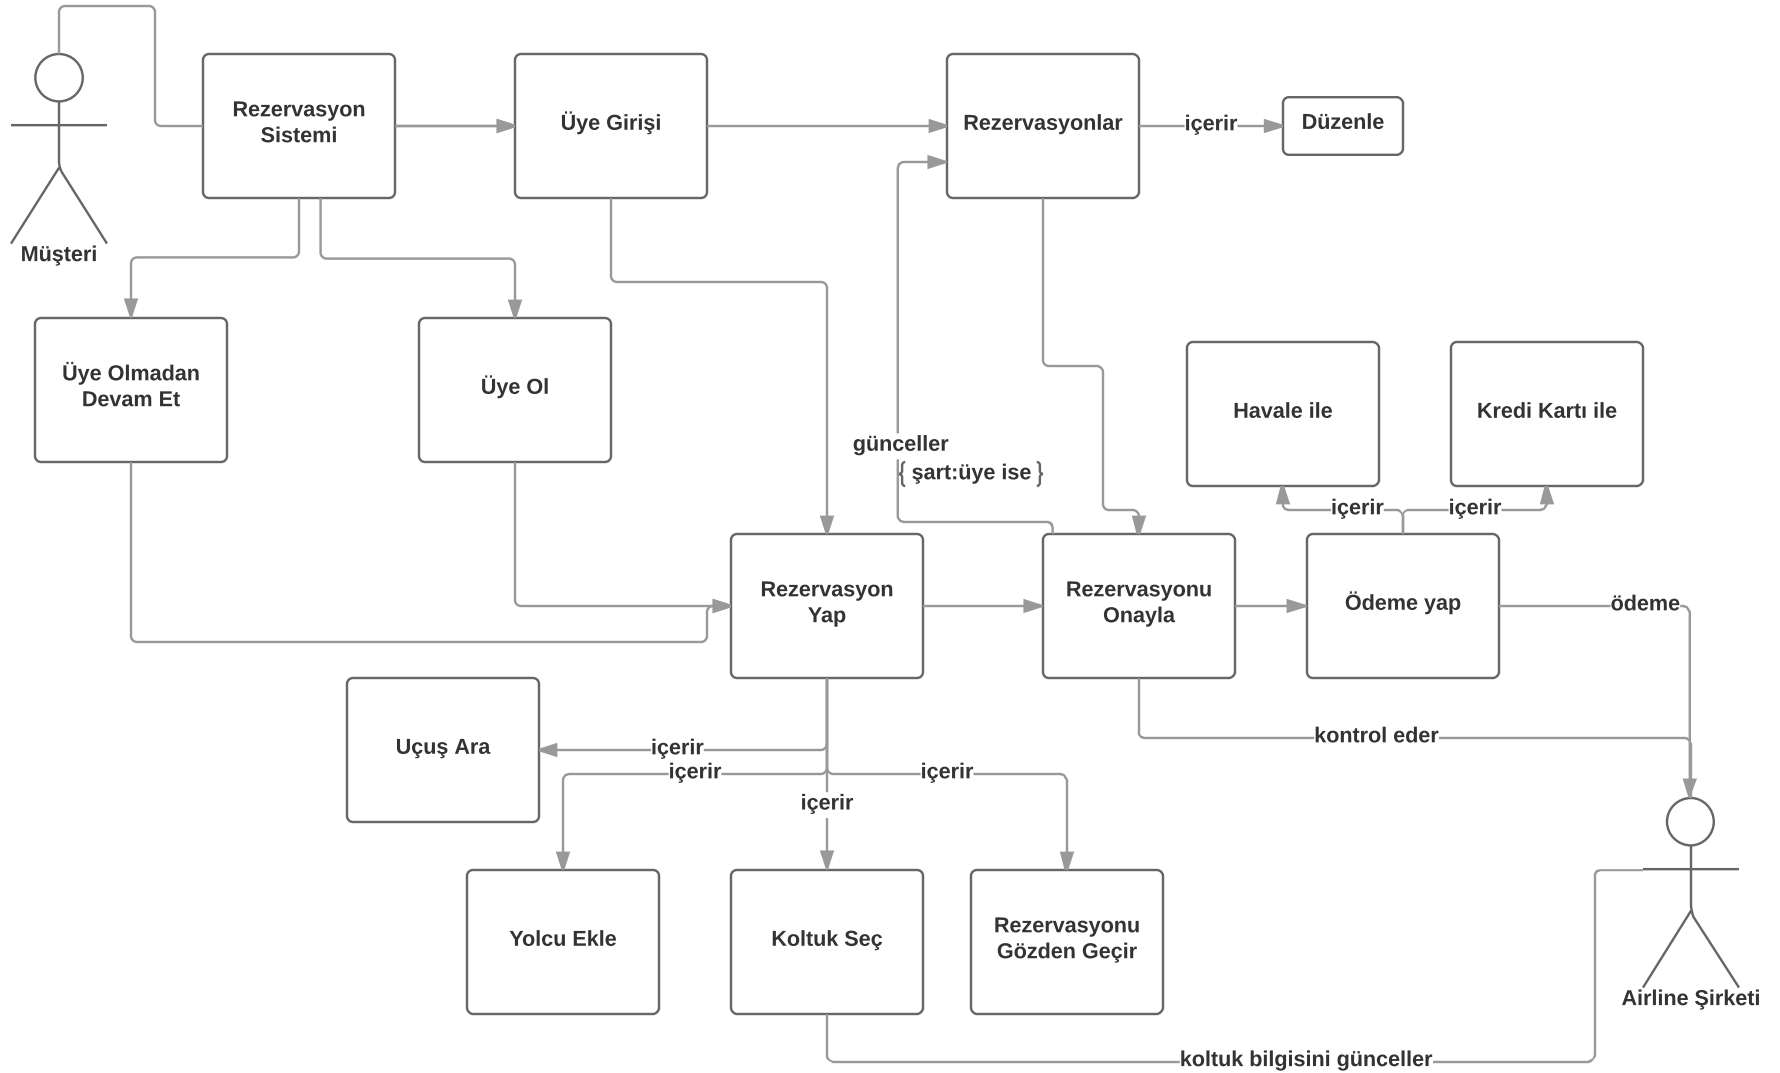 Rezervasyon
Sistemi
Üye Girişi
Rezervasyonlar
içerir
Düzenle
Müşteri
Üye Olmadan
Devam Et
Üye Ol
Havale ile
Kredi Kartı ile
günceller
{ şart:üye ise }
içerir
içerir
Rezervasyon
Yap
Rezervasyonu
Onayla
Ödeme yap
ödeme
Uçuş Ara
içerir
kontrol eder
içerir
içerir
içerir
Yolcu Ekle
Koltuk Seç
Rezervasyonu
Gözden Geçir
Airline Şirketi
koltuk bilgisini günceller